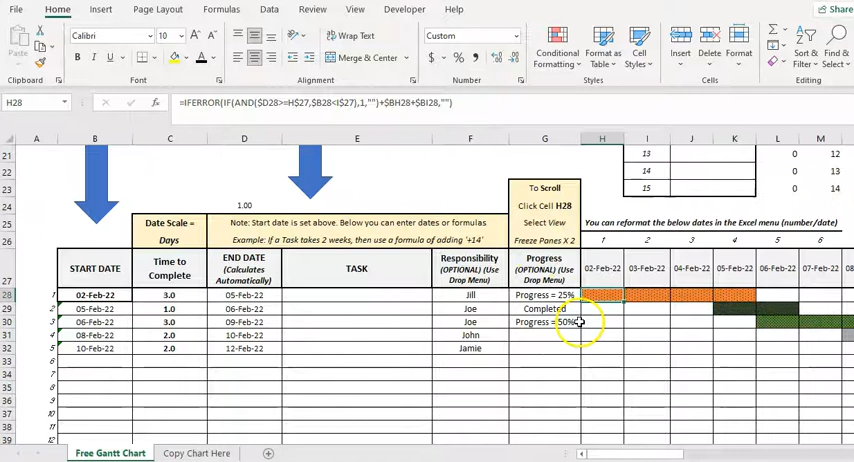 File Home Insert Page Layout Formulas Data Review View Developer Help Share
Paste Calibri 10 Wrap Text Custom Conditional Format as Cell Insert Delete Format Sort & Find &
B I U Merge & Center $ % Formatting Table Styles Filter Select
Clipboard Font Alignment Number Styles Cells Editing
H28 fx =IFERROR(IF(AND($D28>=H$27,$B28<I$27),1,"")+$BH28+$BI28,"")
A B C D E F G H I J K L M
21 13 0 12
22 14 0 13
23 To Scroll 15 0 14
24 1.00 Click Cell H28
25 Date Scale = Note: Start date is set above. Below you can enter dates or formulas Select View You can reformat the below dates in the Excel menu (number/date)
26 Days Example: If a Task takes 2 weeks, then use a formula of adding '+14' Freeze Panes X 2 1 2 3 4 5 6
27 START DATE Time to Complete END DATE (Calculates Automatically) TASK Responsibility (OPTIONAL) (Use Drop Menu) Progress (OPTIONAL) (Use Drop Menu) 02-Feb-22 03-Feb-22 04-Feb-22 05-Feb-22 06-Feb-22 07-Feb-22 08
28 1 02-Feb-22 3.0 05-Feb-22 Jill Progress = 25%
29 2 05-Feb-22 1.0 06-Feb-22 Joe Completed
30 3 06-Feb-22 3.0 09-Feb-22 Joe Progress = 50%
31 4 08-Feb-22 2.0 10-Feb-22 John
32 5 10-Feb-22 2.0 12-Feb-22 Jamie
33 6
34 7
35 8
36 9
37 10
38 11
39 12
Free Gantt Chart Copy Chart Here